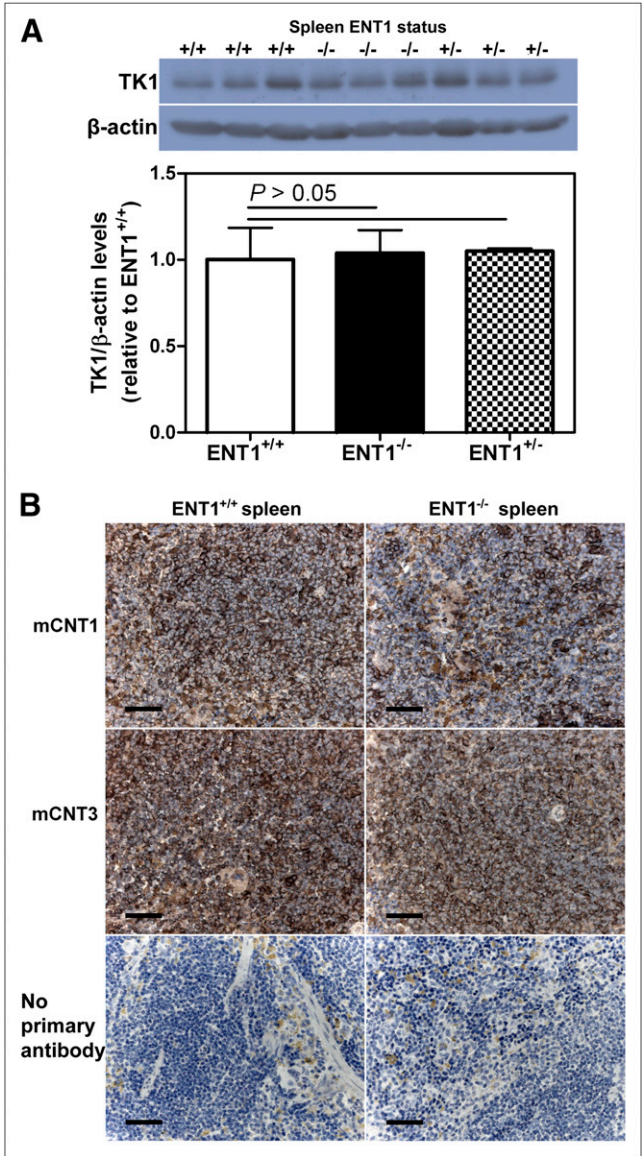 A
Spleen ENT1 status
+/+ +/+ +/+ -/- -/- -/- +/- +/- +/-
TK1
β-actin
TK1/β-actin levels
(relative to ENT1+/+)
1.5
1.0
0.5
0.0
P > 0.05
ENT1+/+ ENT1-/- ENT1+/-
B
ENT1+/+ spleen ENT1-/- spleen
mCNT1
mCNT3
No
primary
antibody